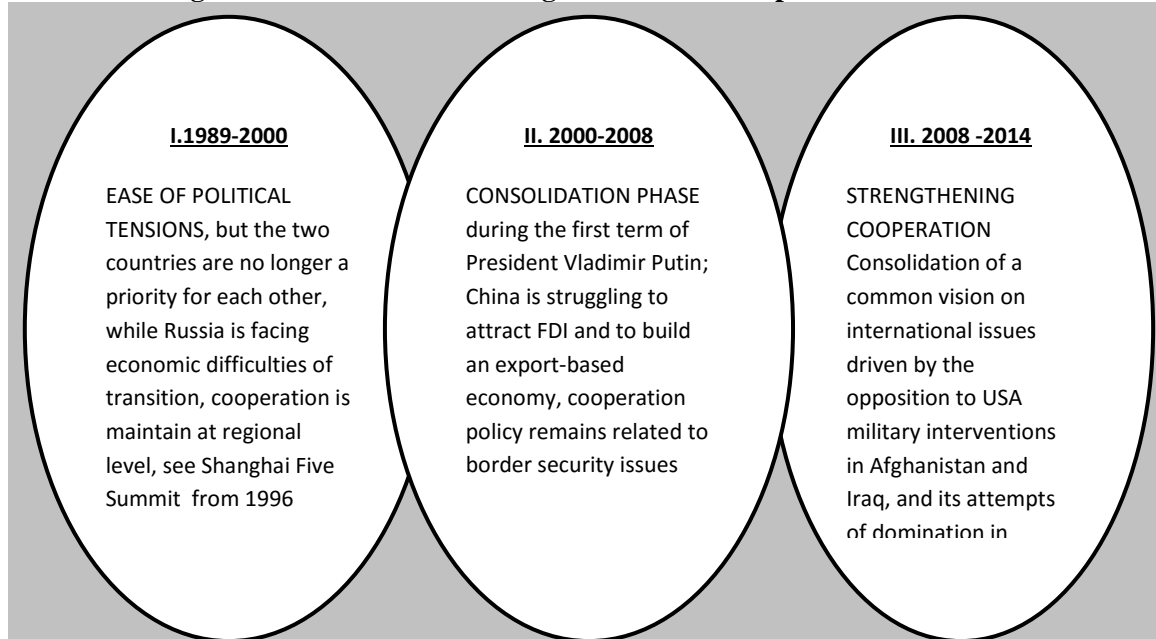 I.1989-2000
EASE OF POLITICAL
TENSIONS, but the two
countries are no longer a
priority for each other,
while Russia is facing
economic difficulties of
transition, cooperation is
maintain at regional
level, see Shanghai Five
Summit from 1996
II. 2000-2008
CONSOLIDATION PHASE
during the first term of
President Vladimir Putin;
China is struggling to
attract FDI and to build
an export-based
economy, cooperation
policy remains related to
border security issues
III. 2008 -2014
STRENGTHENING
COOPERATION
Consolidation of a
common vision on
international issues
driven by the
opposition to USA
military interventions
in Afghanistan and
Iraq, and its attempts
of domination in